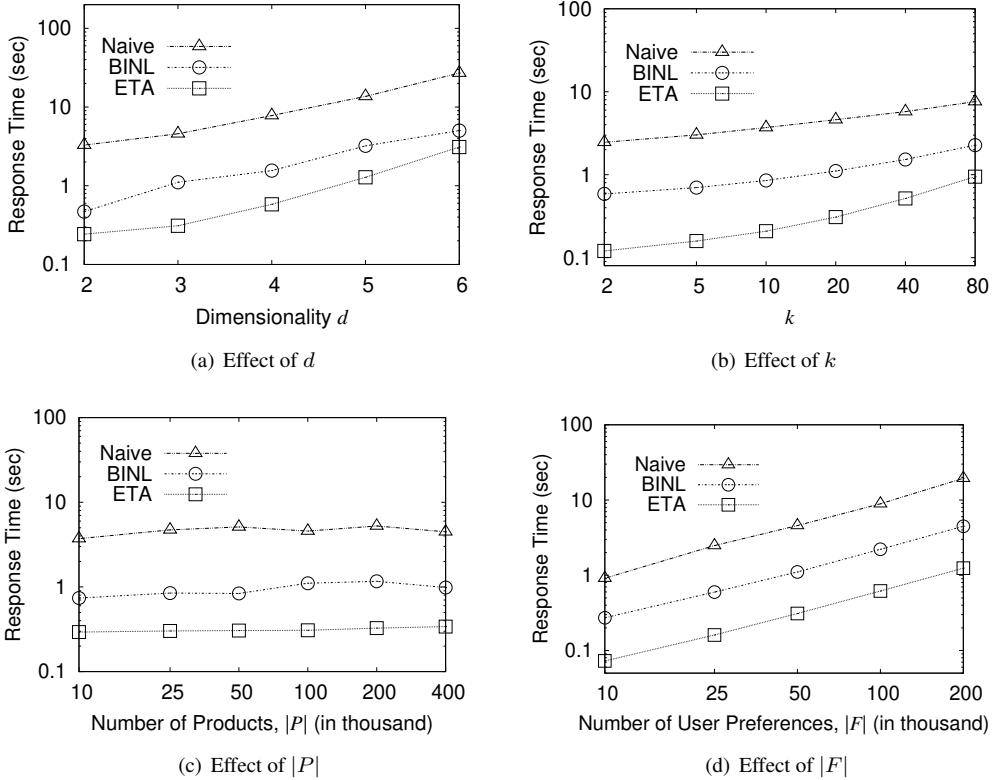 100
10
1
0.1
Response Time (sec)
Naive
BINL
ETA
2 3 4 5 6
Dimensionality d
(a) Effect of d
100
10
1
0.1
Response Time (sec)
Naive
BINL
ETA
2 5 10 20 40 80
k
(b) Effect of k
100
10
1
0.1
Response Time (sec)
Naive
BINL
ETA
10 25 50 100 200 400
Number of Products, |P| (in thousand)
(c) Effect of |P|
100
10
1
0.1
Response Time (sec)
Naive
BINL
ETA
10 25 50 100 200
Number of User Preferences, |F| (in thousand)
(d) Effect of |F|